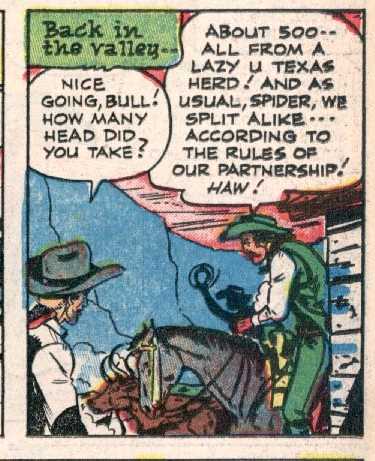 Back in
the valley--
NICE
GOING, BULL!
HOW MANY
HEAD DID
YOU TAKE?
ABOUT 500--
ALL FROM A
LAZY U TEXAS
HERD! AND AS
USUAL, SPIDER, WE
SPLIT ALIKE---
ACCORDING TO
THE RULES OF
OUR PARTNERSHIP!
HAW!